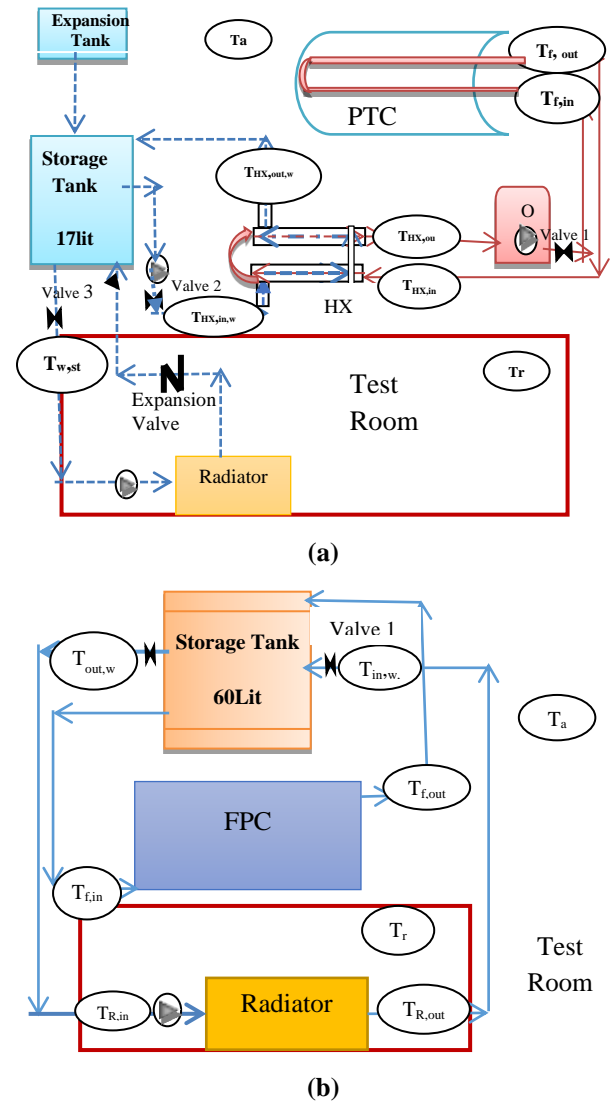 Expansion
Tank
Ta
Tf, out
Tf,in
PTC
Storage
Tank
17lit
THX,out,w
THX,ou
O
Valve 1
THX,in
HX
Valve 3
Valve 2
THX,in,w
Tw,st
Expansion
Valve
Test
Room
Tr
Radiator
(a)
Storage Tank
60Lit
Valve 1
Tout,w
Tin,w.
Ta
Tf,out
FPC
Tf,in
Tr
Test
Room
TR,in
Radiator
TR,out
(b)